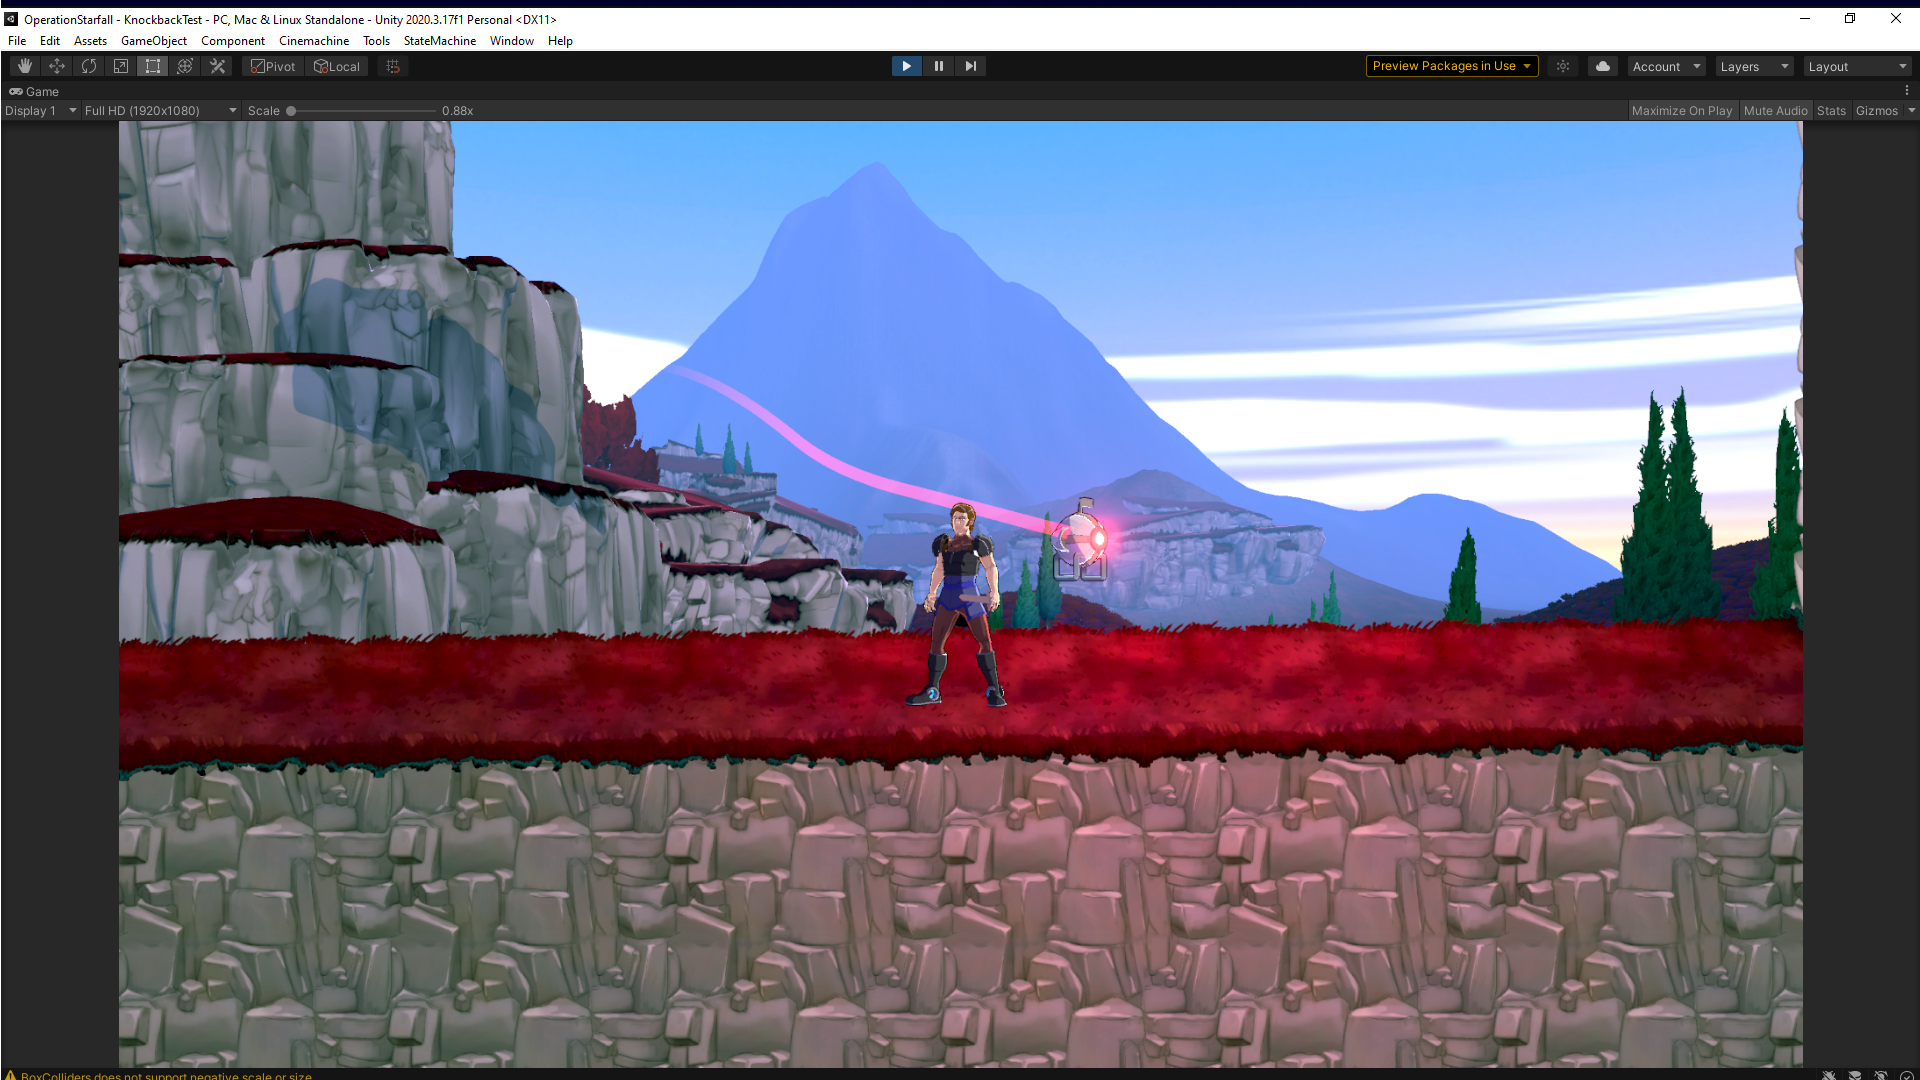 OperationStarfall - KnockbackTest - PC, Mac & Linux Standalone - Unity 2020.3.17f1 Personal <DX11>
File Edit Assets GameObject Component Cinemachine Tools StateMachine Window Help
Pivot Local Preview Packages in Use Account Layers Layout
Game
Display 1 Full HD (1920x1080) Scale 0.88x Maximize On Play Mute Audio Stats Gizmos
BoxColliders does not support negative scale or size.